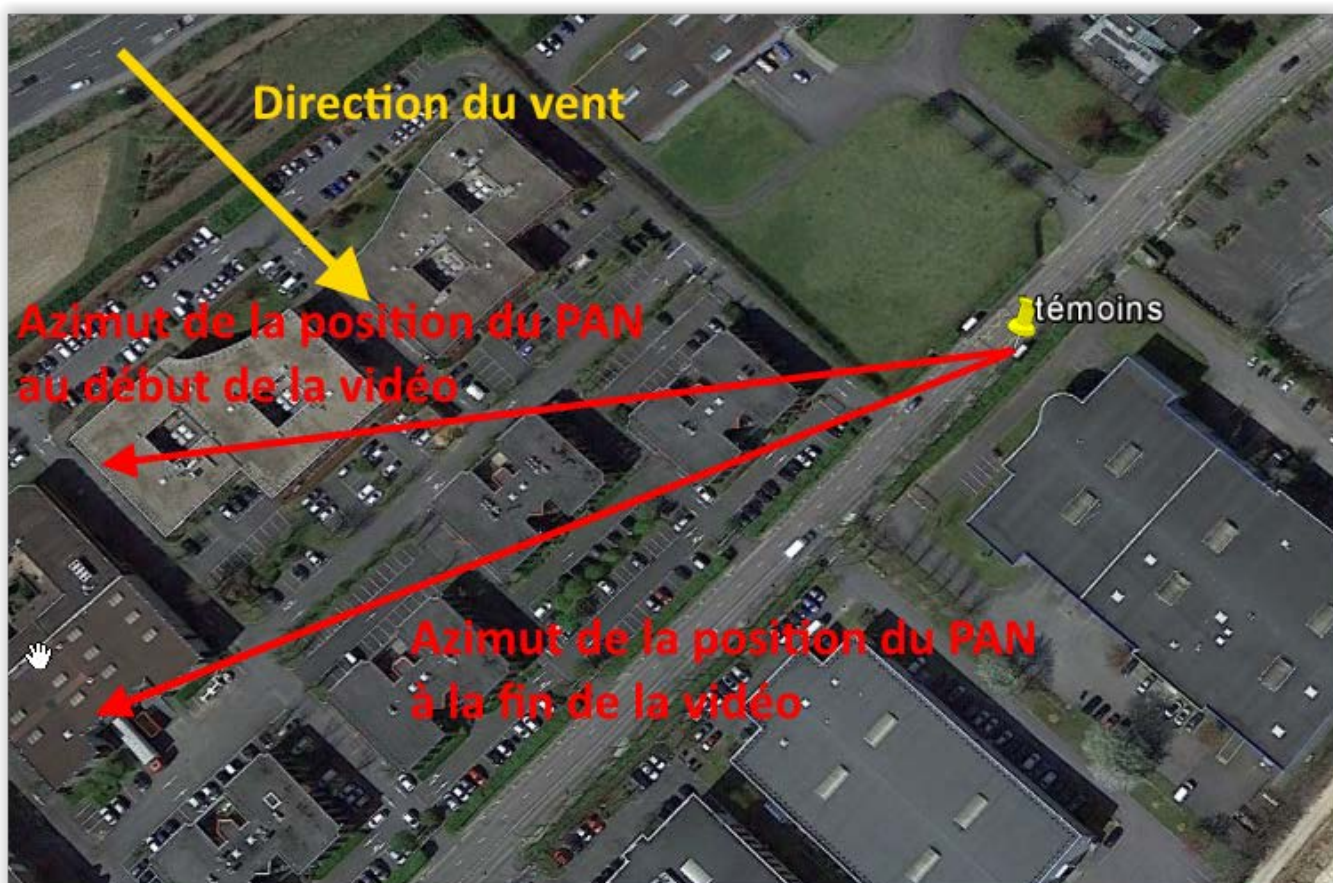 Direction du vent
témoins
Azimut de la position du PAN
au début de la vidéo
Azimut de la position du PAN
à la fin de la vidéo